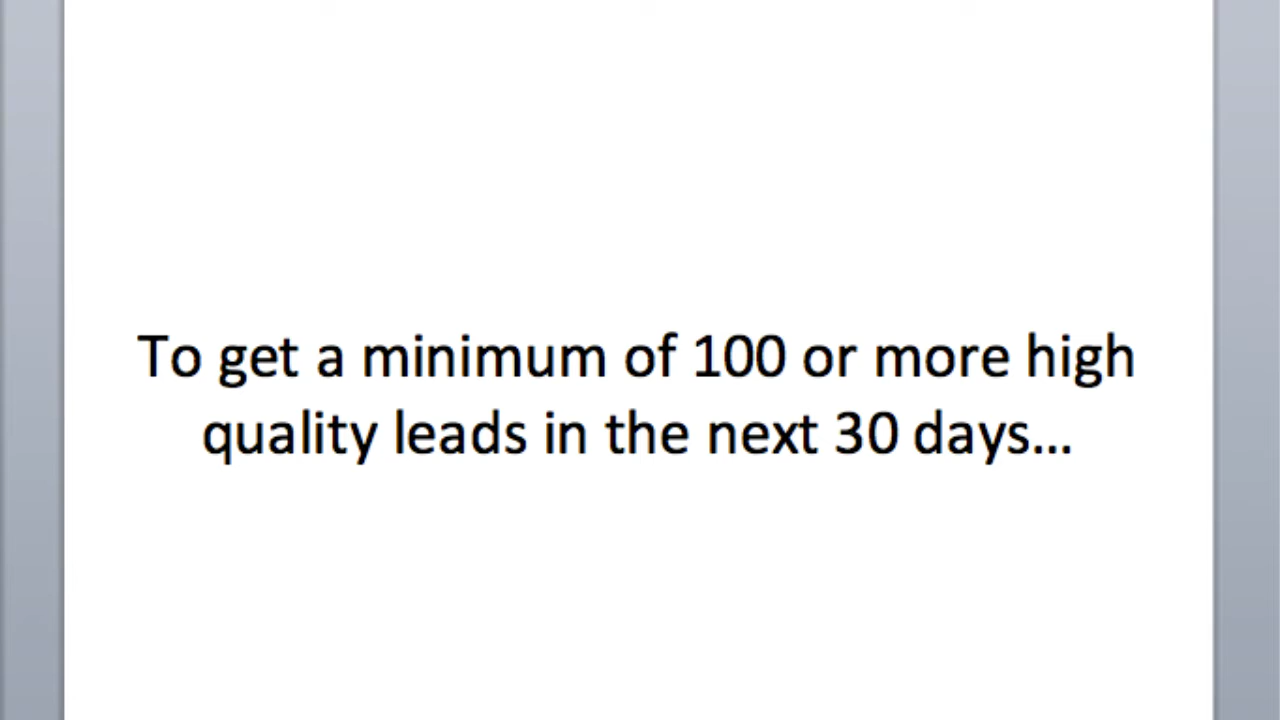 To get a minimum of 100 or more high
quality leads in the next 30 days...